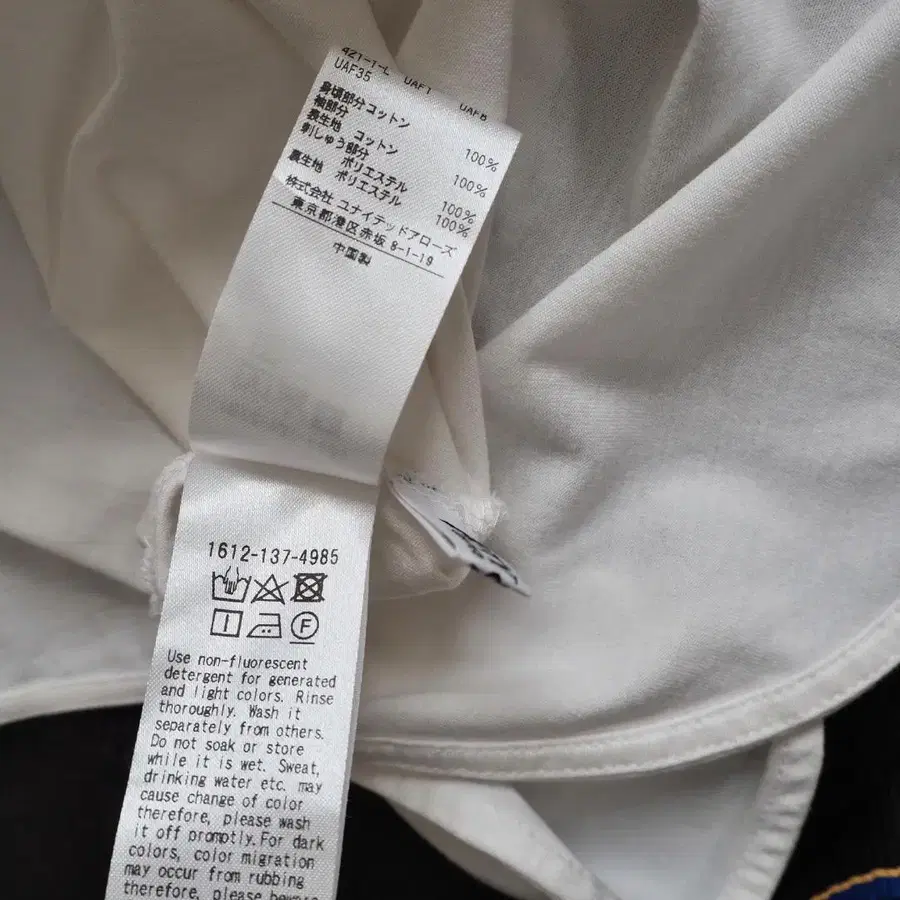 421-1-L UAF1 UAFB
UAF35
身頃部分コットン 100%
袖部分
表生地 コットン 100%
刺しゅう部分
ポリエステル 100%
裏生地 ポリエステル 100%
株式会社 ユナイテッドアローズ
東京都港区赤坂 8-1-19
中国製
1612-137-4985
F
Use non-fluorescent
detergent for generated
and light colors. Rinse
thoroughly. Wash it
separately from others.
Do not soak or store
while it is wet. Sweat,
drinking water etc. may
cause change of color
therefore, please wash
it off promptly. For dark
colors, color migration
may occur from rubbing
therefore, please beware